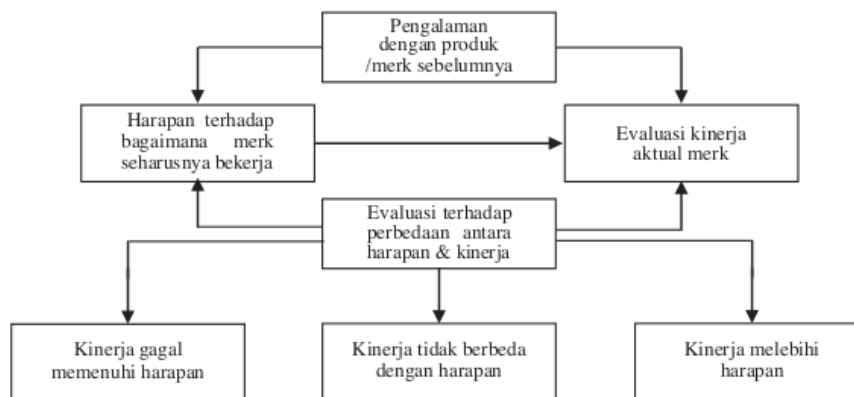 Pengalaman
dengan produk
/merk sebelumnya
Harapan terhadap
bagaimana merk
seharusnya bekerja
Evaluasi kinerja
aktual merk
Evaluasi terhadap
perbedaan antara
harapan & kinerja
Kinerja gagal
memenuhi harapan
Kinerja tidak berbeda
dengan harapan
Kinerja melebihi
harapan